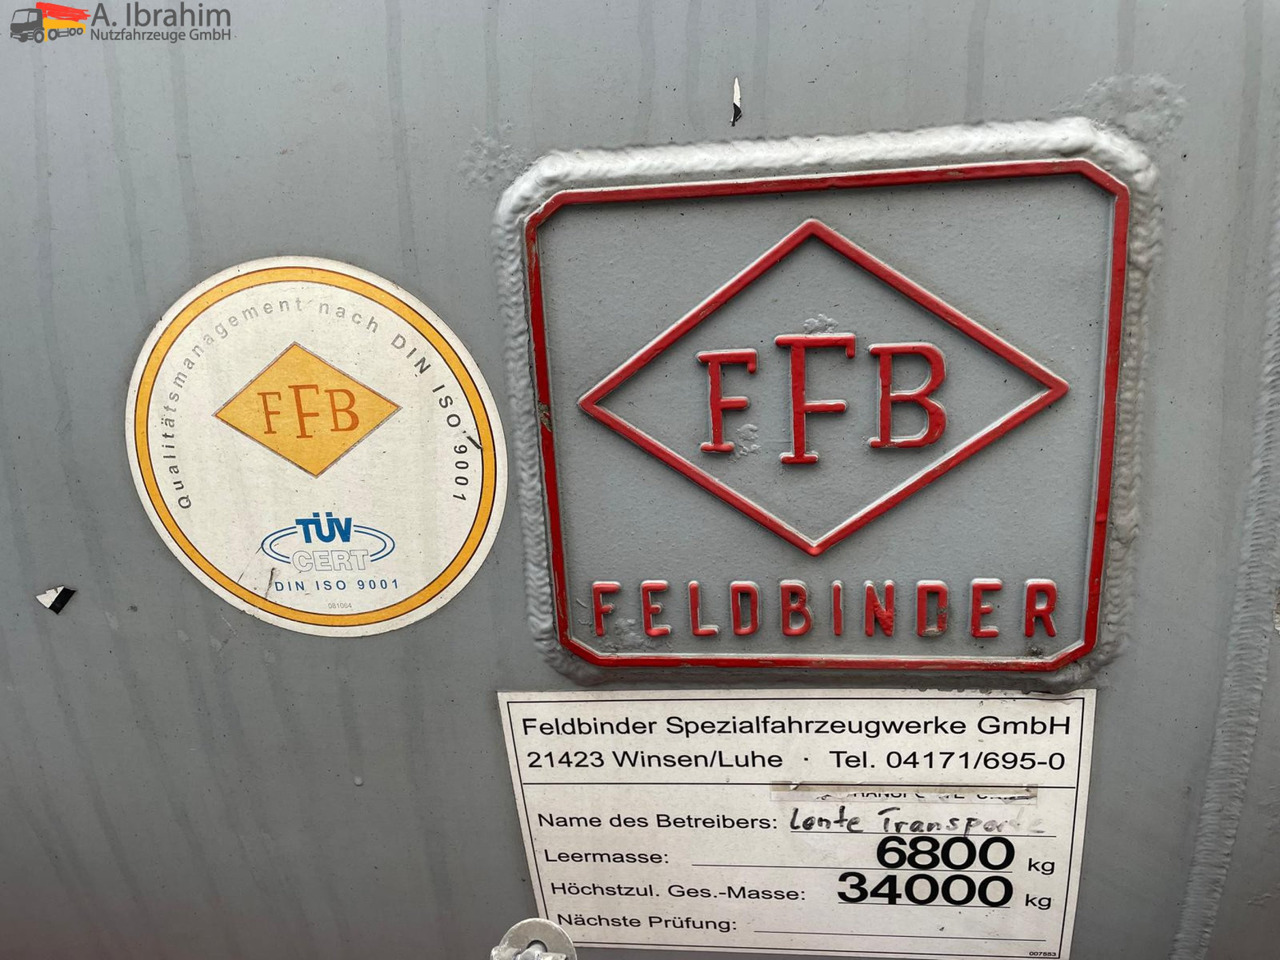 A. Ibrahim
Nutzfahrzeuge GmbH
Qualitätsmanagement nach DIN ISO 9001
FFB
TÜV
CERT
DIN ISO 9001
081004
FFB
FELDBINDER
Feldbinder Spezialfahrzeugwerke GmbH
21423 Winsen/Luhe · Tel. 04171/695-0
Name des Betreibers: Lonte Transporte
Leermasse: 6800 kg
Höchstzul. Ges.-Masse: 34000 kg
Nächste Prüfung:
007553